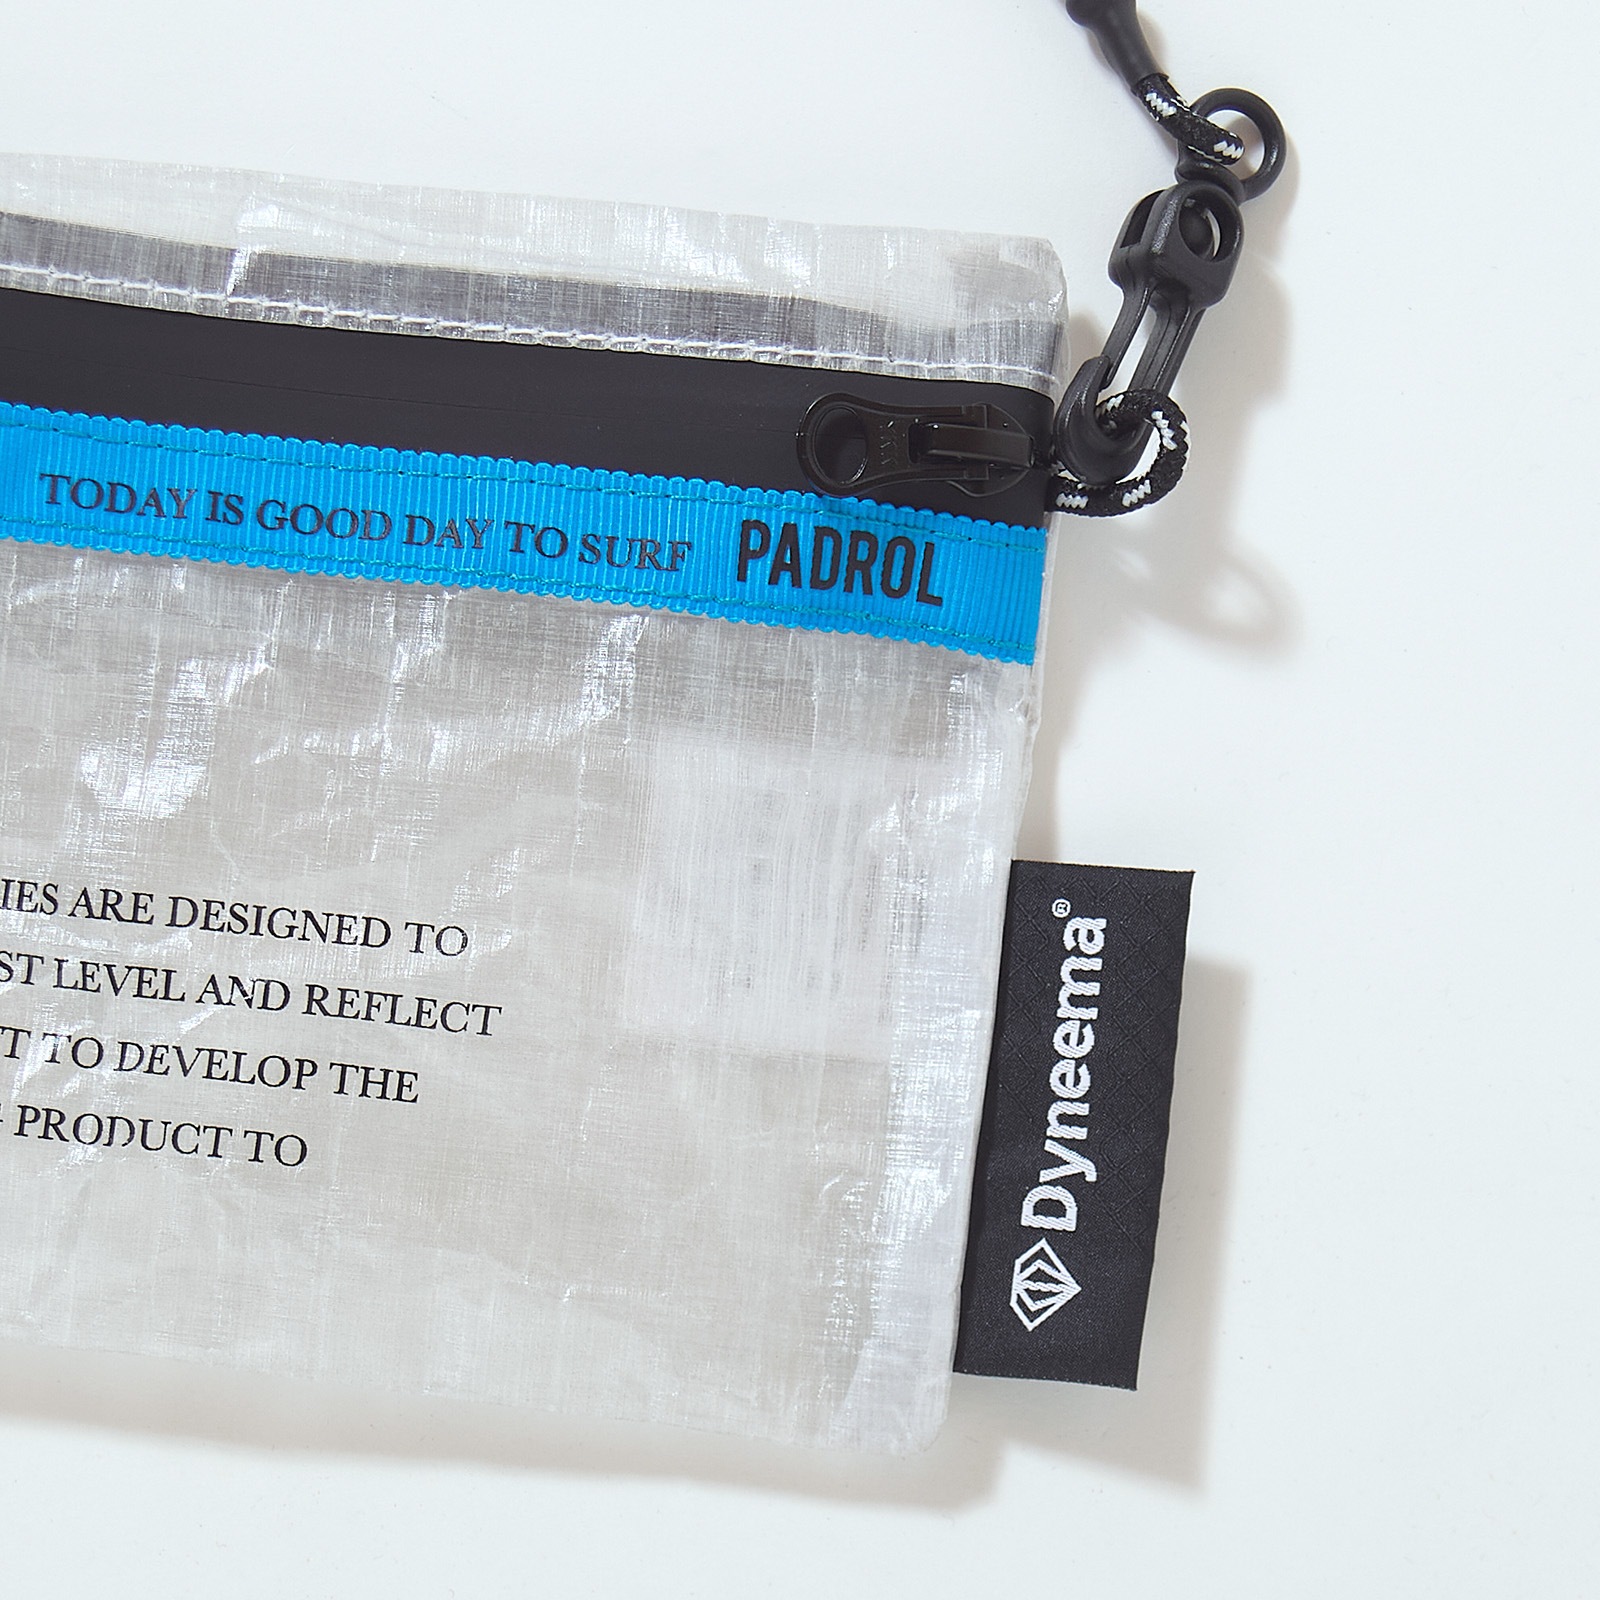 TODAY IS GOOD DAY TO SURF PADROL
IES ARE DESIGNED TO
ST LEVEL AND REFLECT
T TO DEVELOP THE
PRODUCT TO
Dyneema®